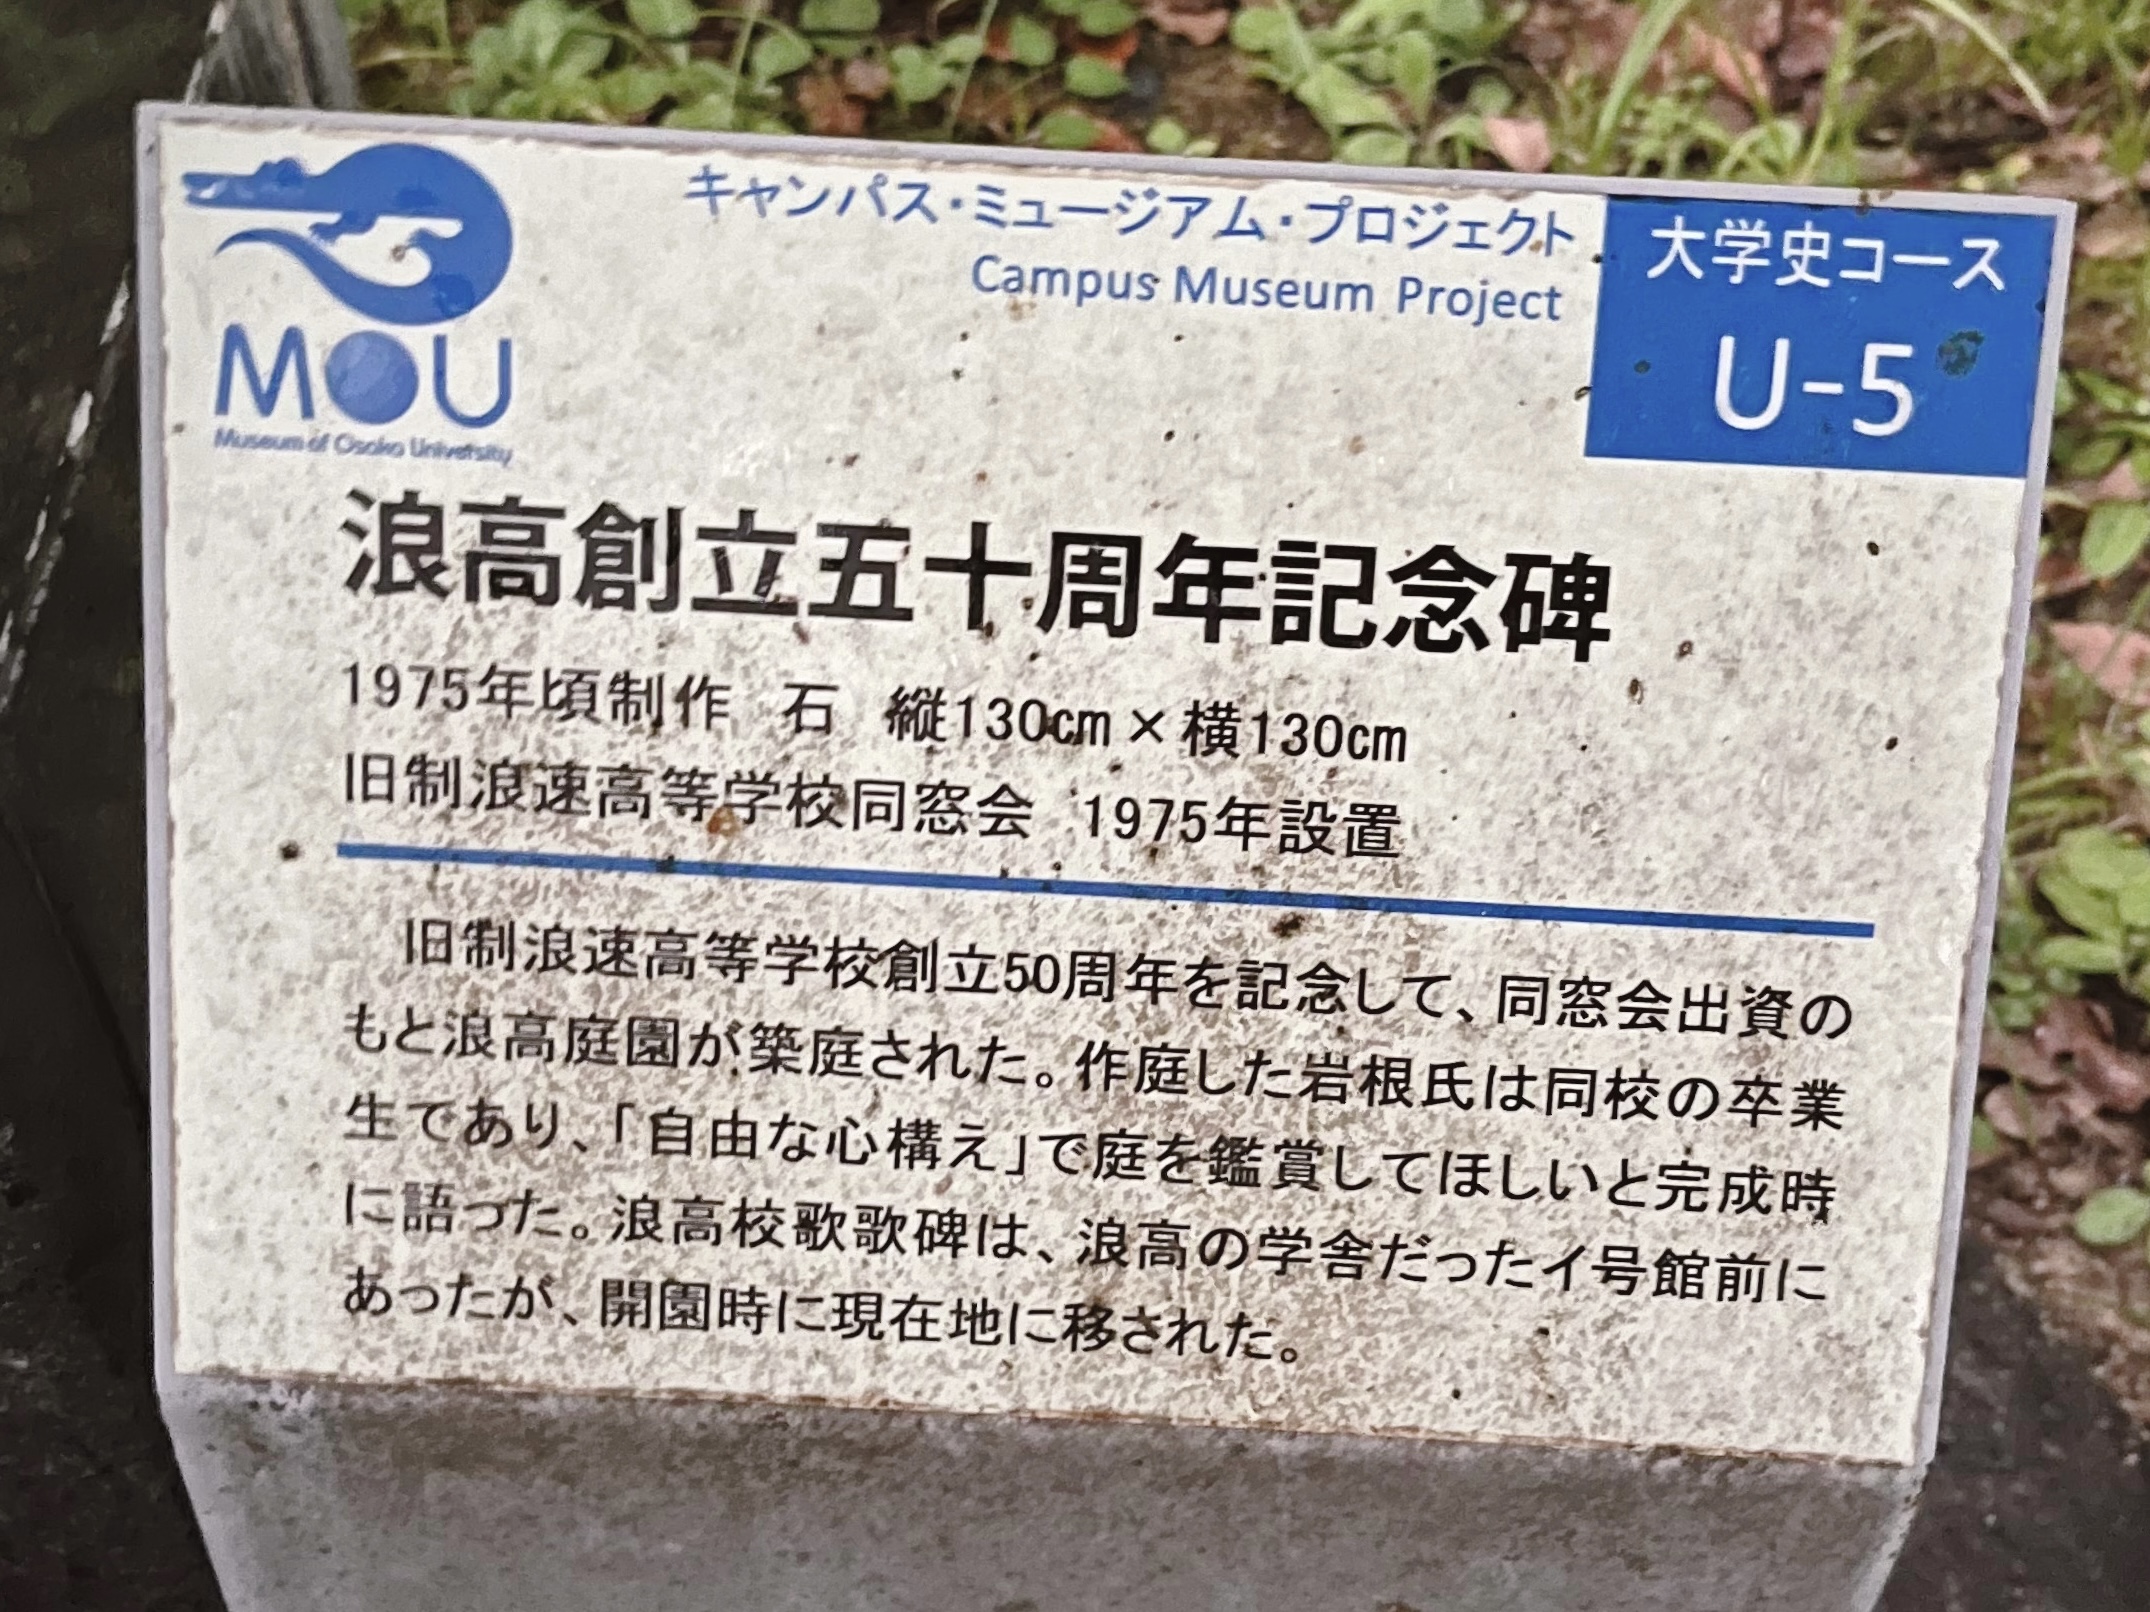 キャンパス・ミュージアム・プロジェクト
Campus Museum Project
大学史コース
U-5
MOU
Museum of Osaka University
浪高創立五十周年記念碑
1975年頃制作　石　縦130㎝×横130㎝
旧制浪速高等学校同窓会　1975年設置
旧制浪速高等学校創立50周年を記念して、同窓会出資の
もと浪高庭園が築庭された。作庭した岩根氏は同校の卒業
生であり、「自由な心構え」で庭を鑑賞してほしいと完成時
に語った。浪高校歌歌碑は、浪高の学舎だったイ号館前に
あったが、開園時に現在地に移された。